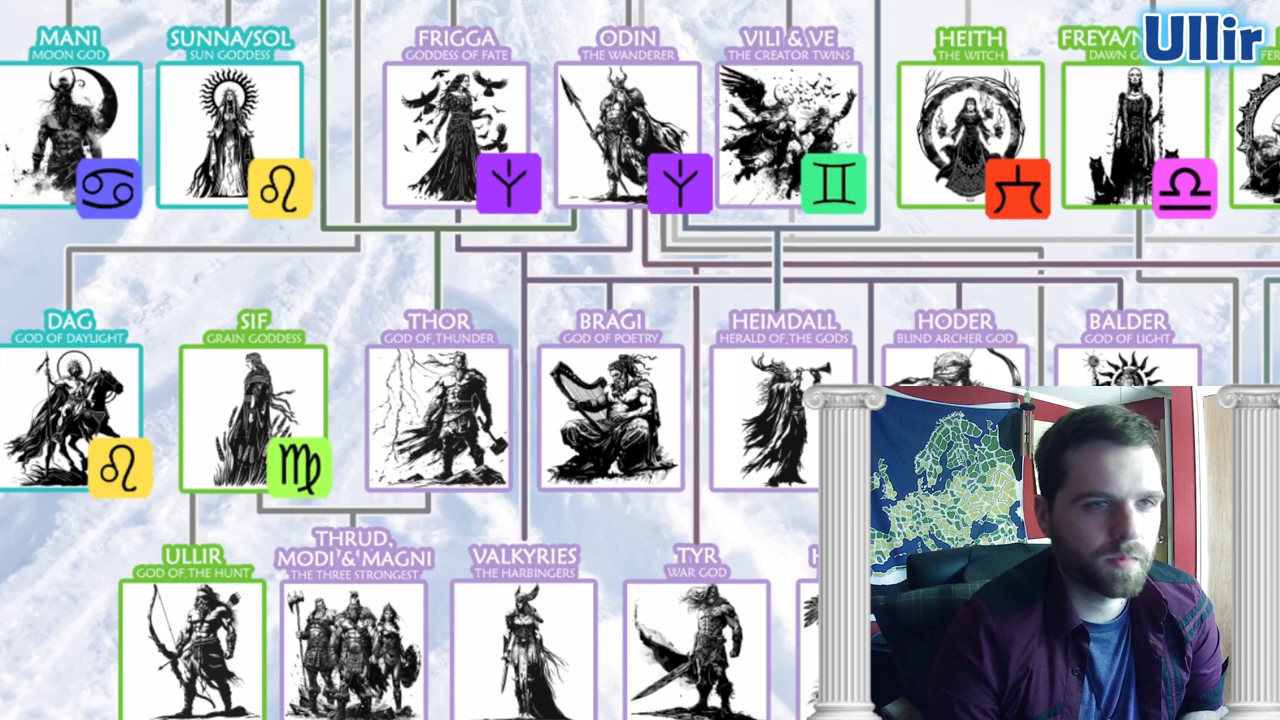 MANI
MOON GOD
SUNNA/SOL
SUN GODDESS
FRIGGA
GODDESS OF FATE
ODIN
THE WANDERER
VILI & VE
THE CREATOR TWINS
HEITH
THE WITCH
FREYA/
DAWN
Ullir
DAG
GOD OF DAYLIGHT
SIF
GRAIN GODDESS
THOR
GOD OF THUNDER
BRAGI
GOD OF POETRY
HEIMDALL
HERALD OF THE GODS
HODER
BLIND ARCHER GOD
BALDER
GOD OF LIGHT
ULLIR
GOD OF THE HUNT
THRUD,
MODI & MAGNI
THE THREE STRONGEST
VALKYRIES
THE HARBINGERS
TYR
WAR GOD